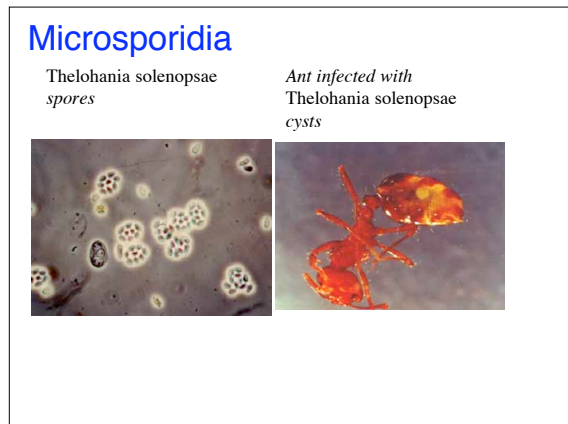 Microsporidia
Thelohania solenopsae
spores
Ant infected with
Thelohania solenopsae
cysts